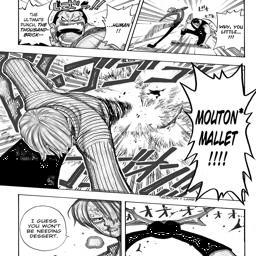 WHY, YOU
LITTLE...
!!!
HUMAN
!!
THE
ULTIMATE
PUNCH, THE
THOUSAND-
BRICK—
MOUTON*
MALLET
!!!!
I GUESS
YOU WON'T
BE NEEDING
DESSERT.